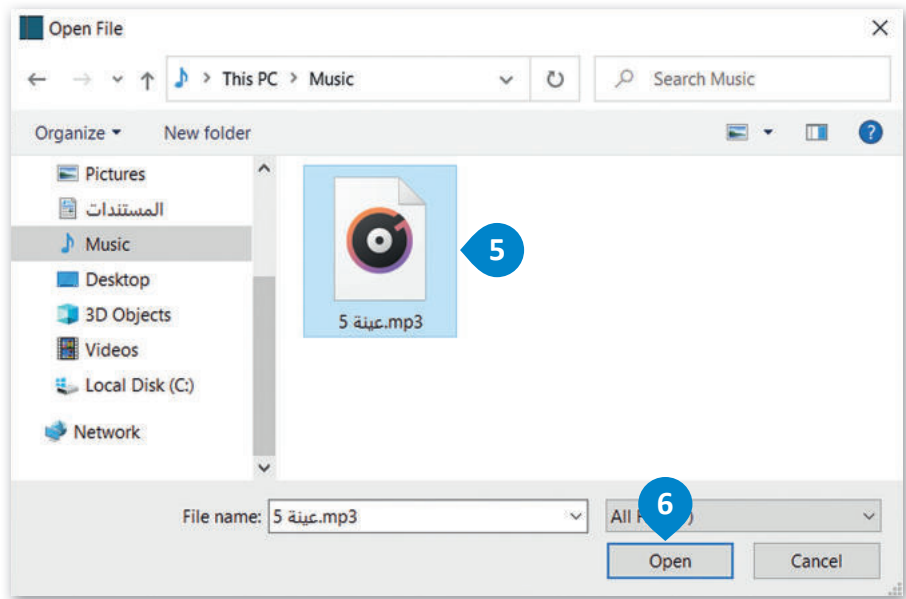 Open File
This PC > Music
Search Music
Organize
New folder
Pictures
المستندات
Music
Desktop
3D Objects
Videos
Local Disk (C:)
Network
عينة 5.mp3
5
File name: عينة 5.mp3
All
6
Open
Cancel